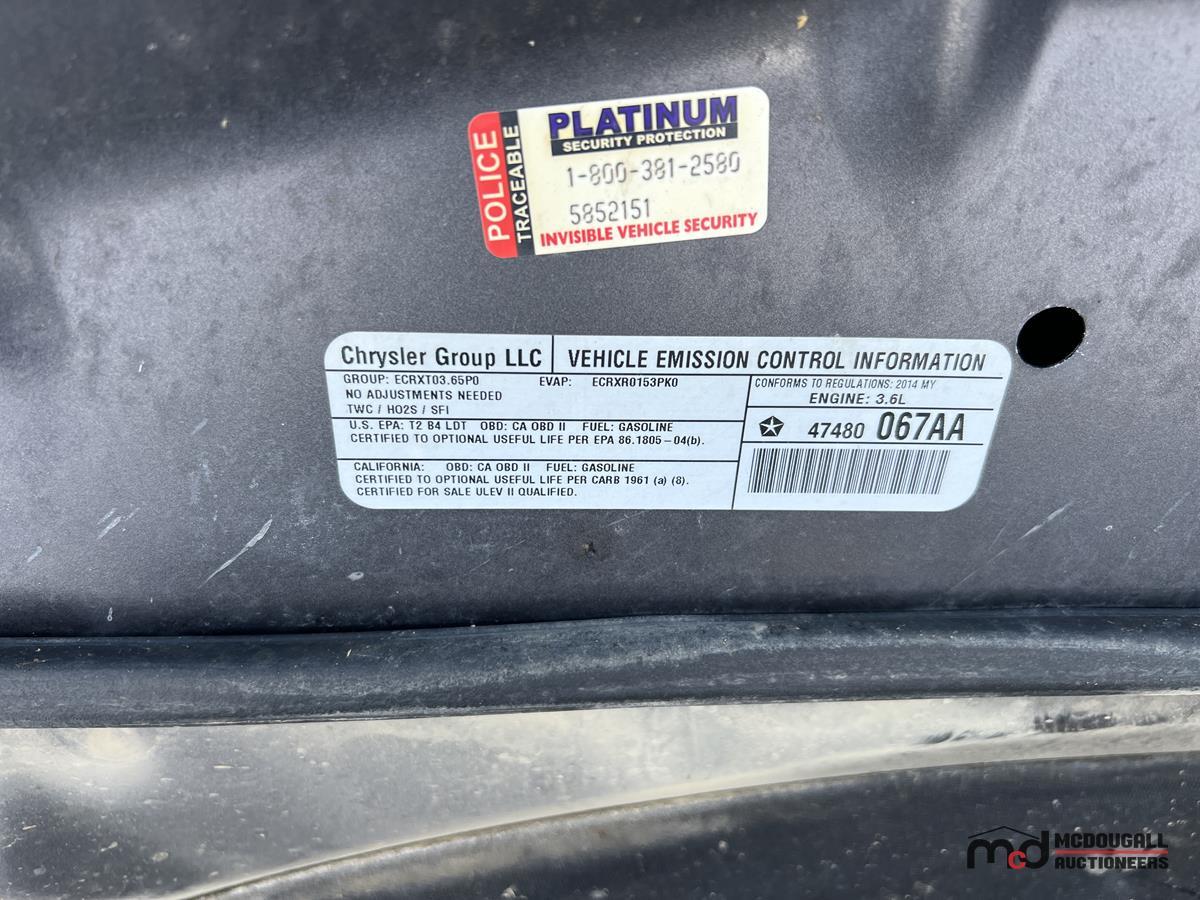 POLICE
TRACEABLE
PLATINUM
SECURITY PROTECTION
1-800-381-2580
5852151
INVISIBLE VEHICLE SECURITY
Chrysler Group LLC
VEHICLE EMISSION CONTROL INFORMATION
GROUP: ECRXT03.65P0 EVAP: ECRXR0153PK0
NO ADJUSTMENTS NEEDED
TWC / HO2S / SFI
U.S. EPA: T2 B4 LDT OBD: CA OBD II FUEL: GASOLINE
CERTIFIED TO OPTIONAL USEFUL LIFE PER EPA 86.1805-04(b).
CALIFORNIA: OBD: CA OBD II FUEL: GASOLINE
CERTIFIED TO OPTIONAL USEFUL LIFE PER CARB 1961 (a) (8).
CERTIFIED FOR SALE ULEV II QUALIFIED.
CONFORMS TO REGULATIONS: 2014 MY
ENGINE: 3.6L
47480 067AA
mcd MCDOUGALL
AUCTIONEERS